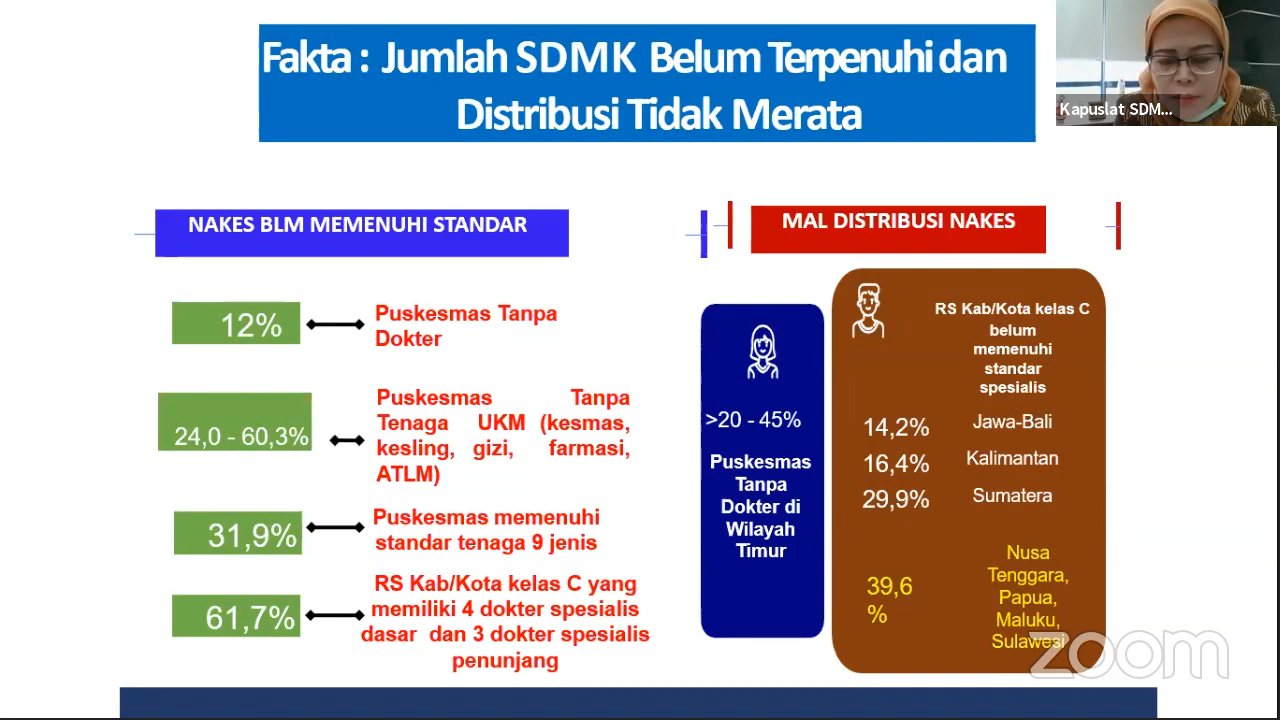 Fakta : Jumlah SDMK Belum Terpenuhi dan
Distribusi Tidak Merata
Kapuslat SDM...
NAKES BLM MEMENUHI STANDAR
12%
Puskesmas Tanpa
Dokter
24,0 - 60,3%
Puskesmas Tanpa
Tenaga UKM (kesmas,
kesling, gizi, farmasi,
ATLM)
31,9%
Puskesmas memenuhi
standar tenaga 9 jenis
61,7%
RS Kab/Kota kelas C yang
memiliki 4 dokter spesialis
dasar dan 3 dokter spesialis
penunjang
MAL DISTRIBUSI NAKES
>20 - 45%
Puskesmas
Tanpa
Dokter di
Wilayah
Timur
RS Kab/Kota kelas C
belum
memenuhi
standar
spesialis
14,2% Jawa-Bali
16,4% Kalimantan
29,9% Sumatera
39,6
%
Nusa
Tenggara,
Papua,
Maluku,
Sulawesi
zoom